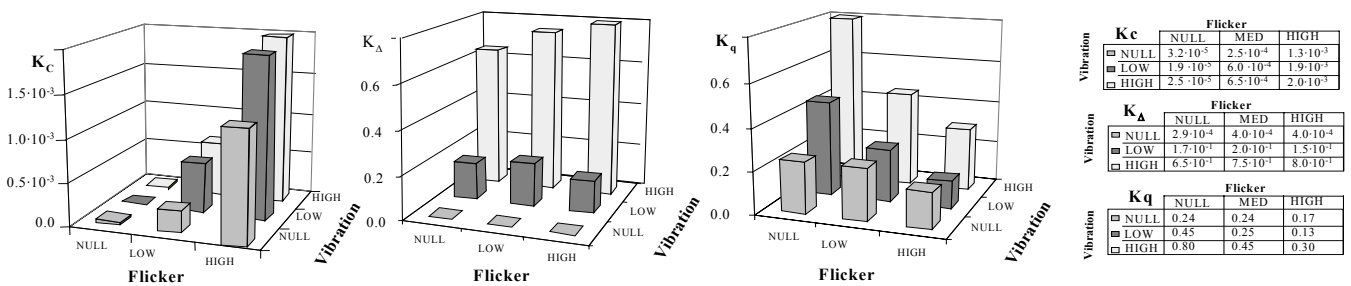 K_C
1.5·10⁻³
1.0·10⁻³
0.5·10⁻³
0.0
NULL
LOW
HIGH
Flicker
NULL
LOW
HIGH
Vibration
K_Δ
0.6
0.4
0.2
0.0
NULL
LOW
HIGH
Flicker
NULL
LOW
HIGH
Vibration
K_q
0.6
0.4
0.2
0.0
NULL
LOW
HIGH
Flicker
NULL
LOW
HIGH
Vibration
Flicker
Kc NULL MED HIGH
Vibration
NULL 3.2·10⁻⁵ 2.5·10⁻⁴ 1.3·10⁻³
LOW 1.9 ·10⁻⁵ 6.0 ·10⁻⁴ 1.9·10⁻³
HIGH 2.5 ·10⁻⁵ 6.5·10⁻⁴ 2.0·10⁻³
Flicker
K_Δ NULL MED HIGH
Vibration
NULL 2.9·10⁻⁴ 4.0·10⁻⁴ 4.0·10⁻⁴
LOW 1.7·10⁻¹ 2.0·10⁻¹ 1.5·10⁻¹
HIGH 6.5·10⁻¹ 7.5·10⁻¹ 8.0·10⁻¹
Flicker
Kq NULL MED HIGH
Vibration
NULL 0.24 0.24 0.17
LOW 0.45 0.25 0.13
HIGH 0.80 0.45 0.30